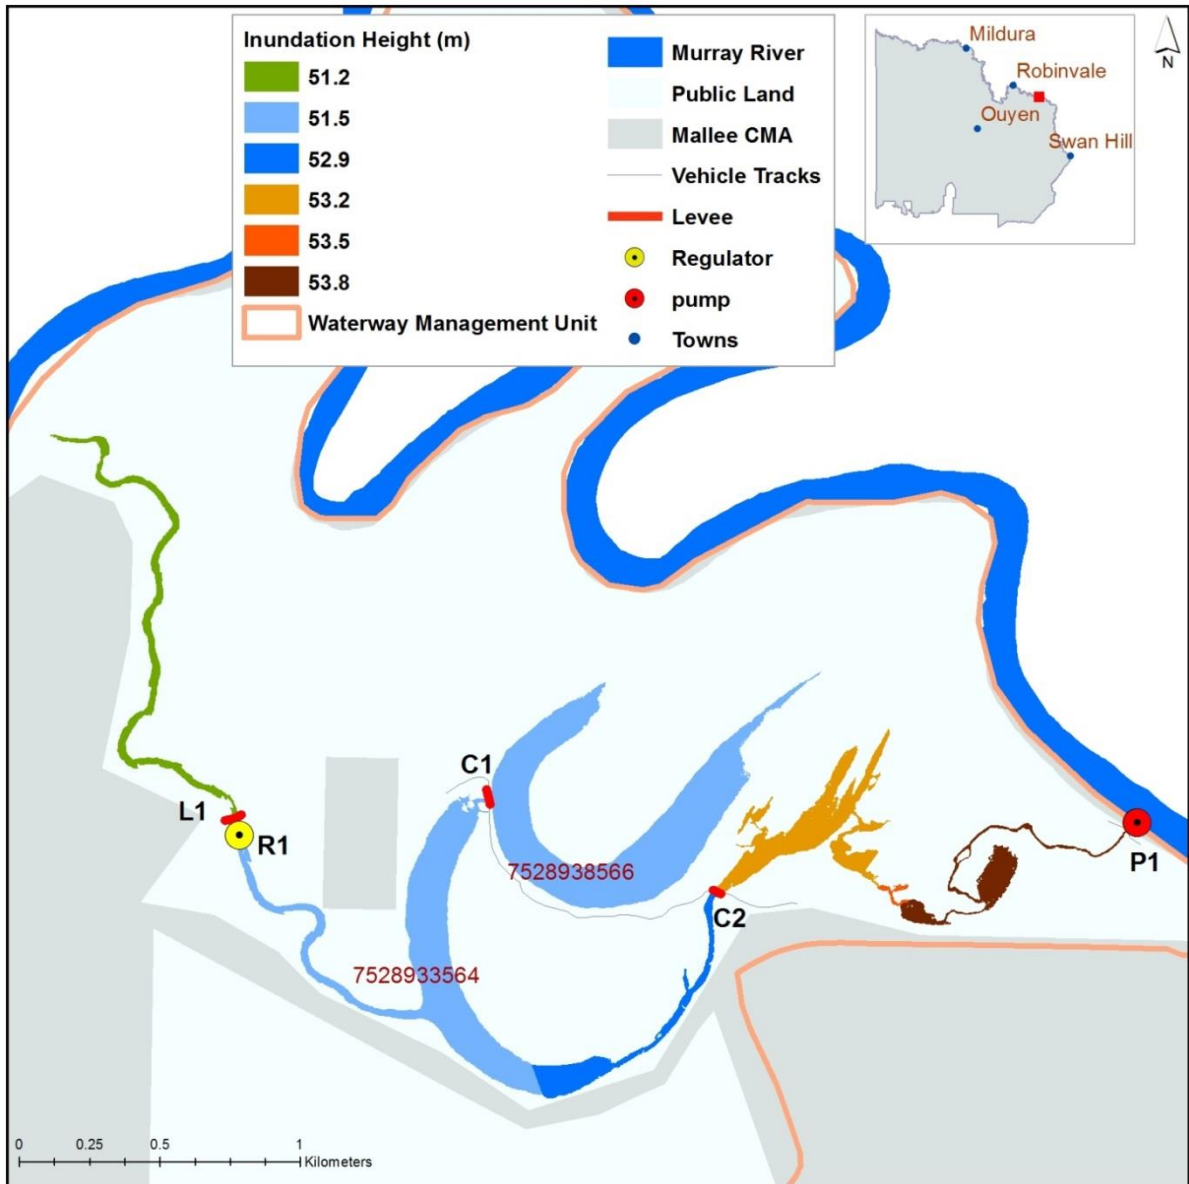 Inundation Height (m)
51.2
51.5
52.9
53.2
53.5
53.8
Waterway Management Unit
Murray River
Public Land
Mallee CMA
Vehicle Tracks
Levee
Regulator
pump
Towns
Mildura
Robinvale
Ouyen
Swan Hill
N
C1
L1
R1
7528938566
P1
C2
7528933564
0 0.25 0.5 1
Kilometers